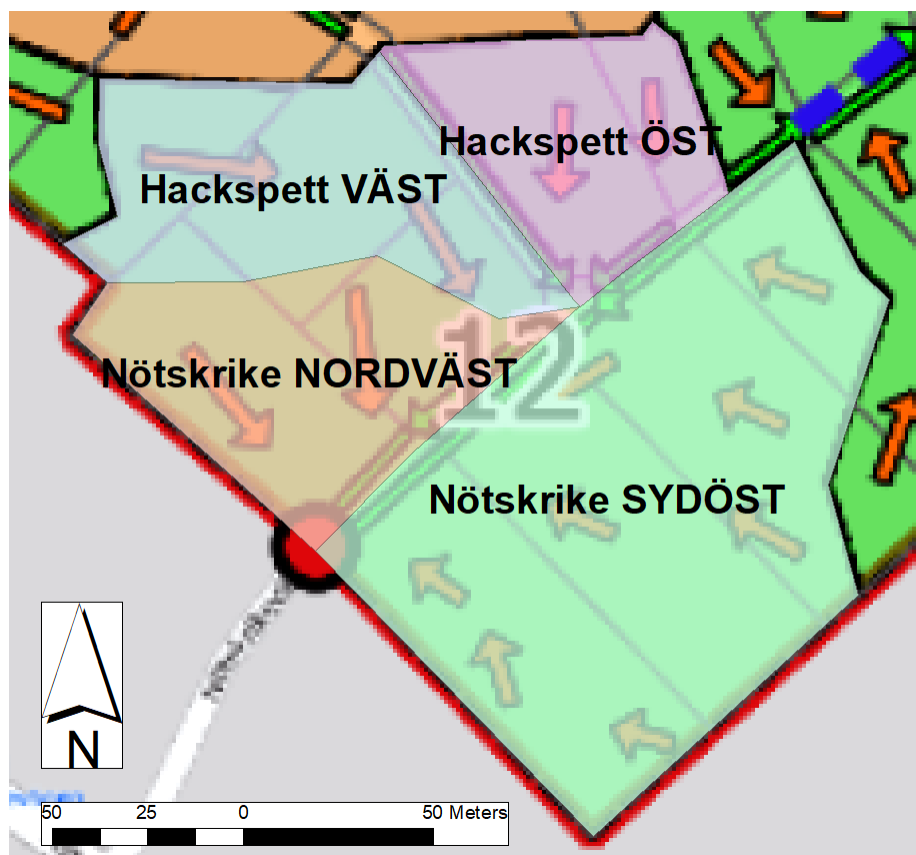 Hackspett ÖST
Hackspett VÄST
12
Nötskrike NORDVÄST
Nötskrike SYDÖST
N
50 25 0 50 Meters